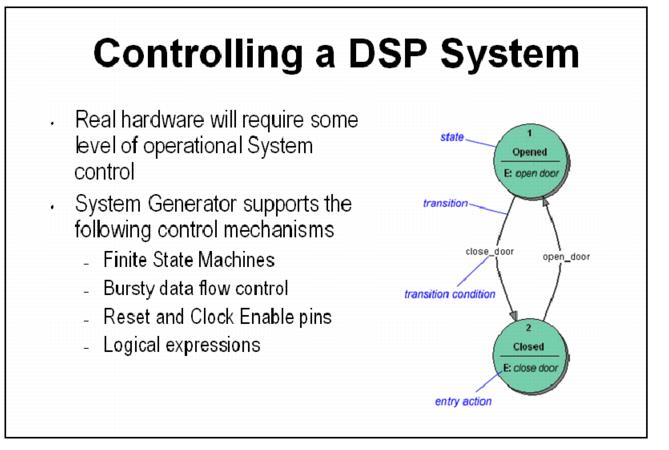 Controlling a DSP System
• Real hardware will require some
level of operational System
control
• System Generator supports the
following control mechanisms
- Finite State Machines
- Bursty data flow control
- Reset and Clock Enable pins
- Logical expressions
state
1
Opened
E: open door
transition
close_door
open_door
transition condition
2
Closed
E: close door
entry action